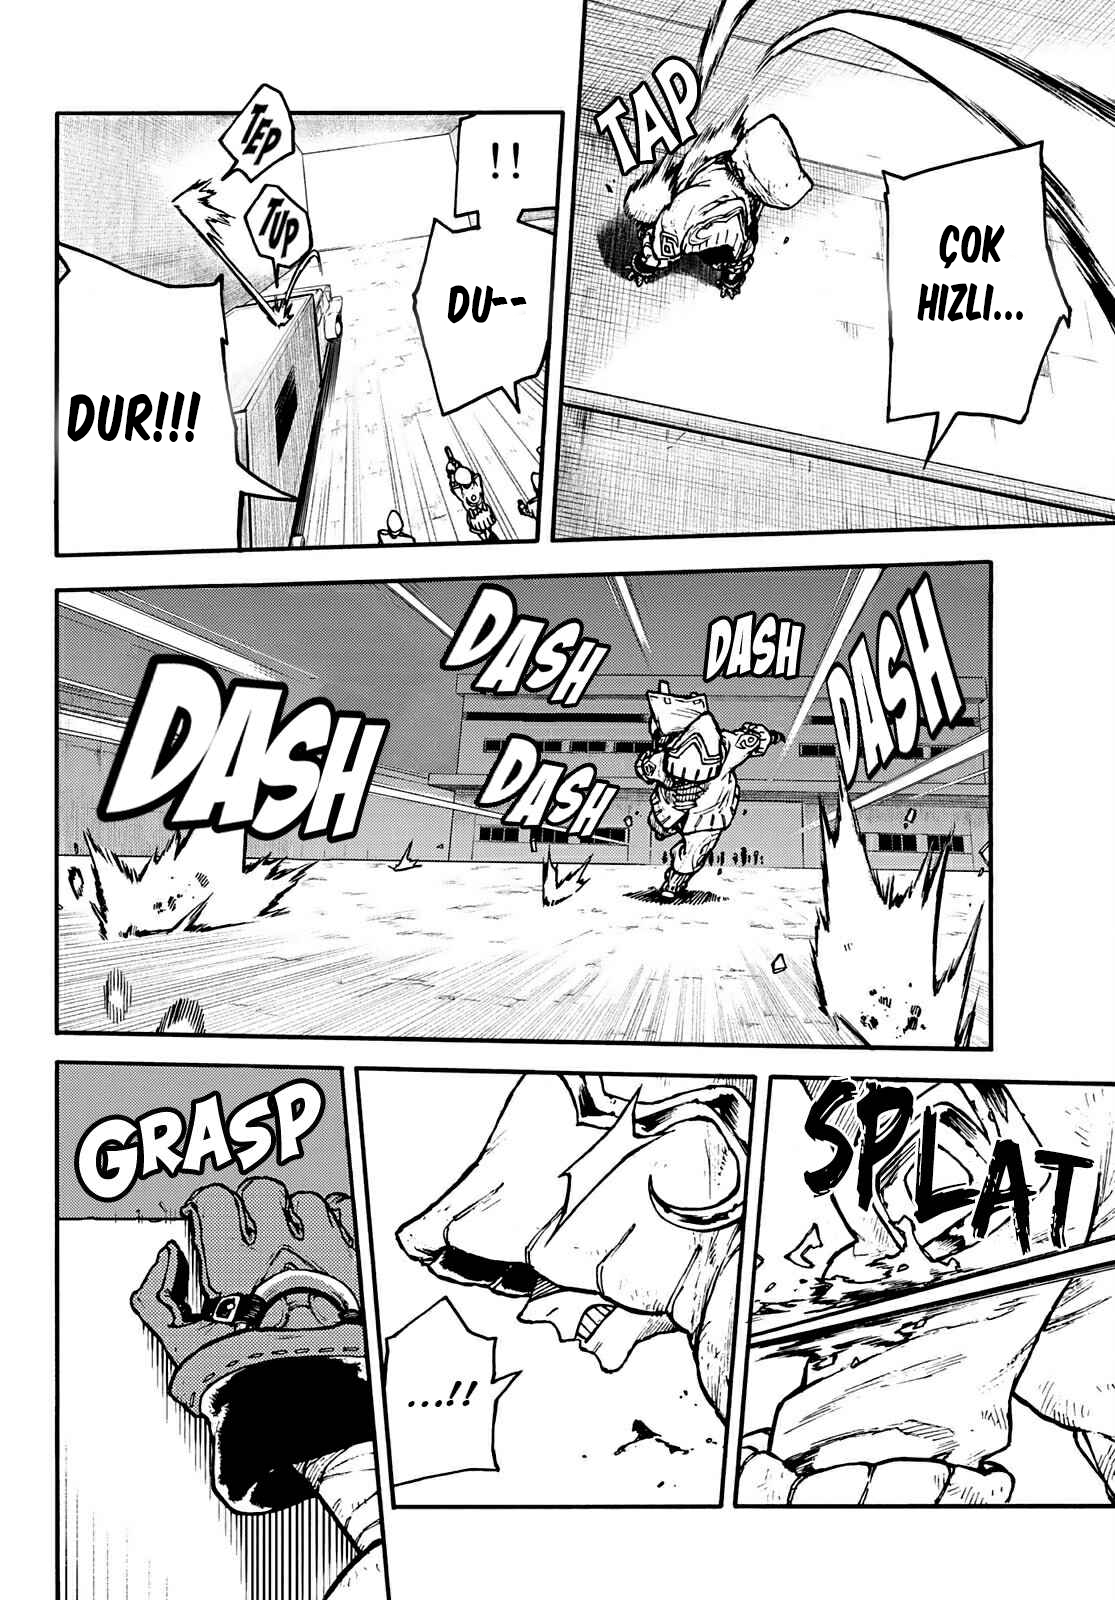 TAP
ÇOK
HIZLI...
!!
DU--
TEP
TUP
DUR!!!
DASH
DASH
DASH
DASH
DASH
SPLAT
...!!
GRASP